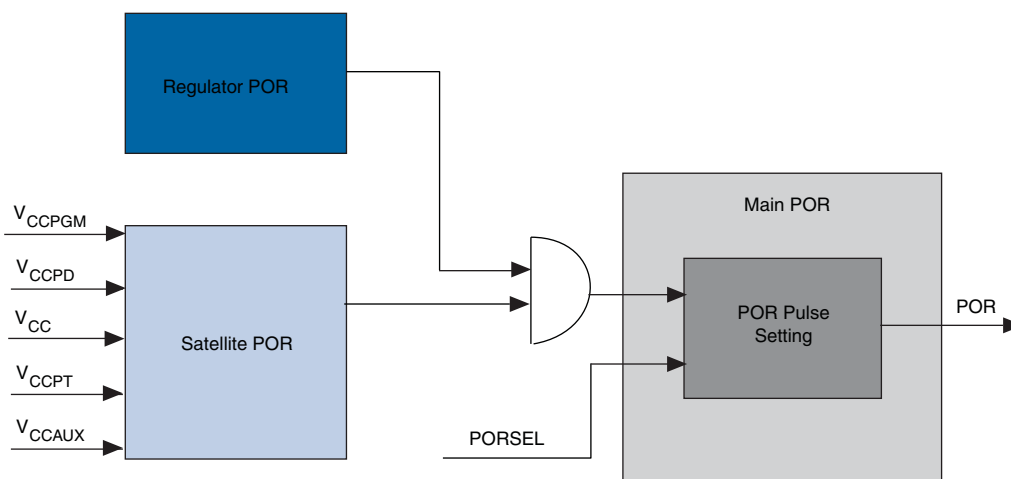 Regulator POR
VCCPGM
VCCPD
VCC
VCCPT
VCCAUX
Satellite POR
PORSEL
Main POR
POR Pulse
Setting
POR